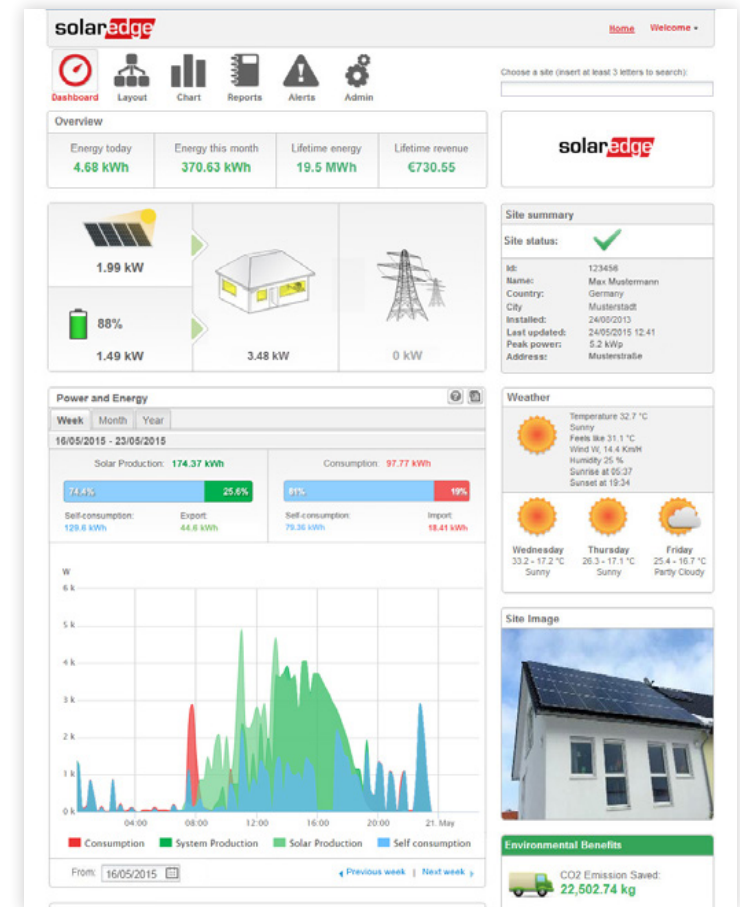 solaredge
Home Welcome
Dashboard Layout Chart Reports Alerts Admin
Choose a site (insert at least 3 letters to search):
Overview
Energy today Energy this month Lifetime energy Lifetime revenue
4.68 kWh 370.63 kWh 19.5 MWh €730.55
solaredge
1.99 kW
88%
1.49 kW 3.48 kW 0 kW
Site summary
Site status:
Id: 123456
Name: Max Mustermann
Country: Germany
City Musterstadt
Installed: 24/08/2013
Last updated: 24/05/2015 12:41
Peak power: 5.2 kWp
Address: Musterstraße
Power and Energy
Week Month Year
16/05/2015 - 23/05/2015
Solar Production: 174.37 kWh Consumption: 97.77 kWh
74.4% 25.6% 81% 19%
Self-consumption: Export: Self-consumption: Import:
129.6 kWh 44.6 kWh 79.36 kWh 18.41 kWh
W
6 k
5 k
4 k
3 k
2 k
1 k
0 k
04:00 08:00 12:00 16:00 20:00 21. May
Consumption System Production Solar Production Self consumption
From: 16/05/2015 Previous week | Next week
Weather
Temperature 32.7 °C
Sunny
Feels like 31.1 °C
Wind W, 14.4 Km/H
Humidity 25 %
Sunrise at 05:37
Sunset at 19:34
Wednesday Thursday Friday
33.2 - 17.2 °C 26.3 - 17.1 °C 25.4 - 16.7 °C
Sunny Sunny Partly Cloudy
Site Image
Environmental Benefits
CO2 Emission Saved:
22,502.74 kg